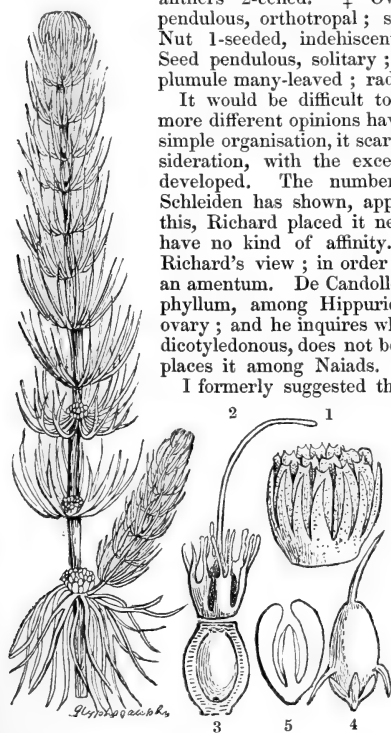 anthers 2-celled. ♀ Ov
pendulous, orthotropal ; s
Nut 1-seeded, indehiscen
Seed pendulous, solitary ;
plumule many-leaved ; rad
It would be difficult to
more different opinions hav
simple organisation, it scar
sideration, with the exce
developed. The number
Schleiden has shown, app
this, Richard placed it ne
have no kind of affinity.
Richard's view ; in order
an amentum. De Candoll
phyllum, among Hippuri
ovary ; and he inquires wh
dicotyledonous, does not be
places it among Naiads.
I formerly suggested th
2 1
3 5 4